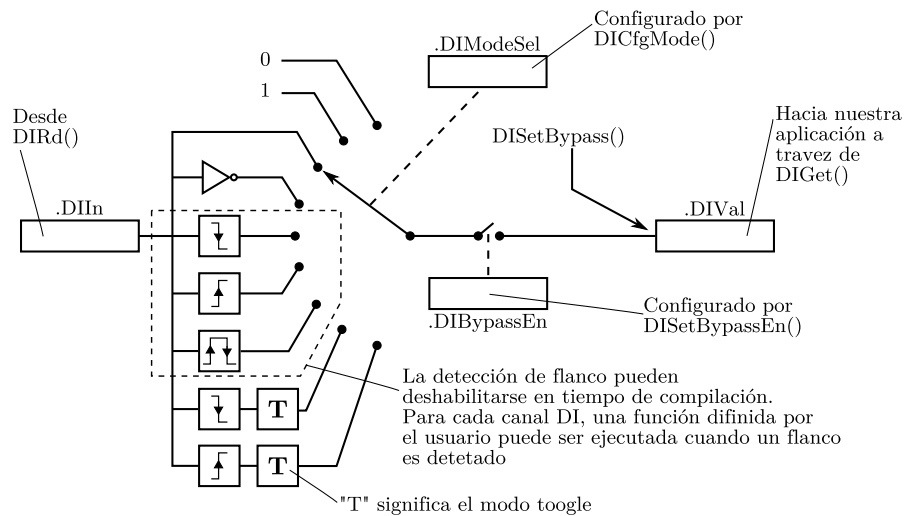 Configurado por
DICfgMode()
.DIModeSel
0
1
Desde
DIRd()
Hacia nuestra
aplicación a
travez de
DIGet()
DISetBypass()
.DIIn
.DIVal
Configurado por
DISetBypassEn()
.DIBypassEn
La detección de flanco pueden
deshabilitarse en tiempo de compilación.
Para cada canal DI, una función difinida por
el usuario puede ser ejecutada cuando un flanco
es detetado
T
T
"T" significa el modo toogle